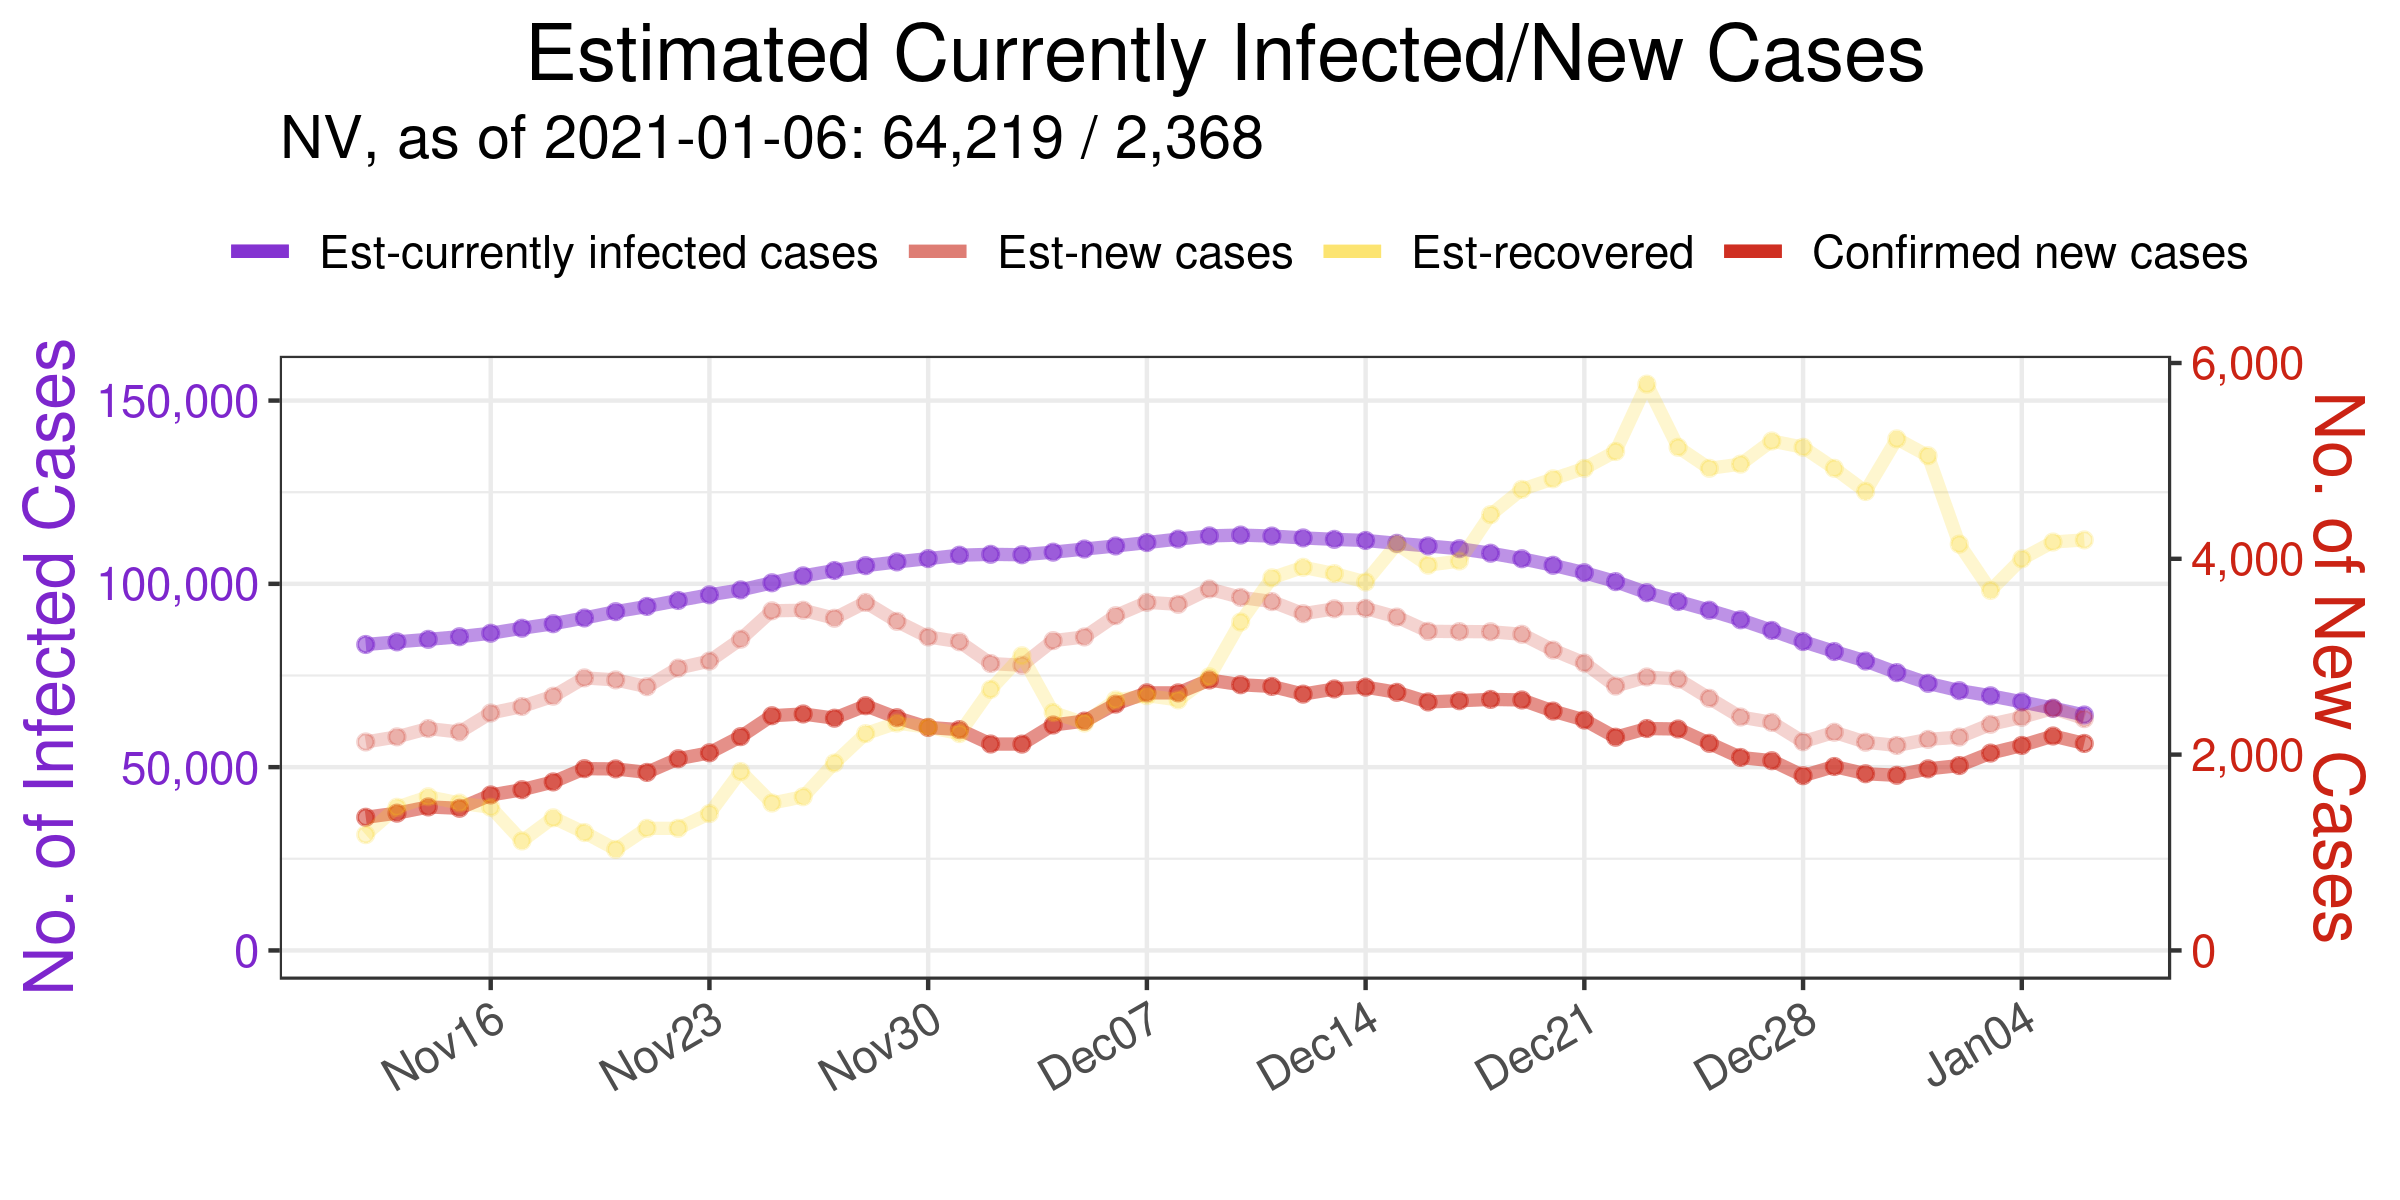 Estimated Currently Infected/New Cases
NV, as of 2021-01-06: 64,219 / 2,368
Est-currently infected cases Est-new cases Est-recovered Confirmed new cases
No. of Infected Cases
150,000
100,000
50,000
0
6,000
4,000
2,000
0
No. of New Cases
Nov16 Nov23 Nov30 Dec07 Dec14 Dec21 Dec28 Jan04